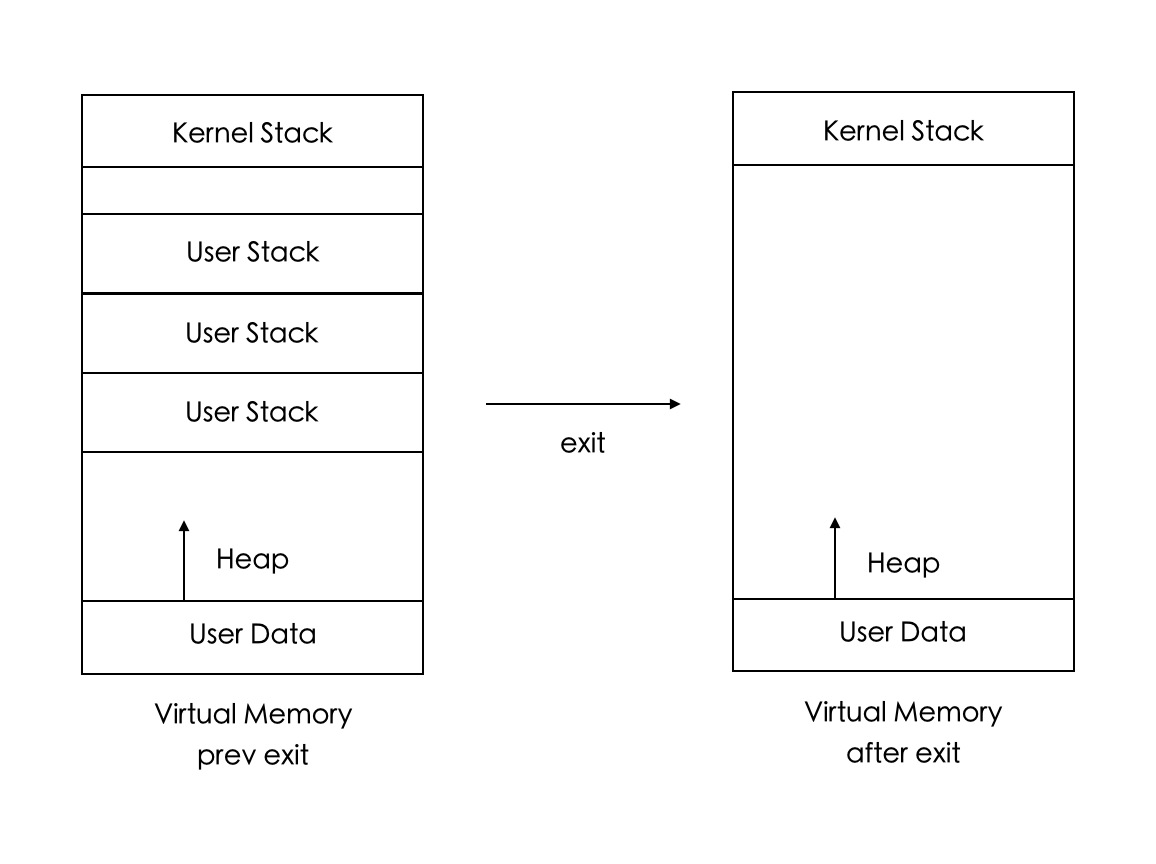 Kernel Stack
User Stack
User Stack
User Stack
Heap
User Data
Virtual Memory
prev exit
exit
Kernel Stack
Heap
User Data
Virtual Memory
after exit